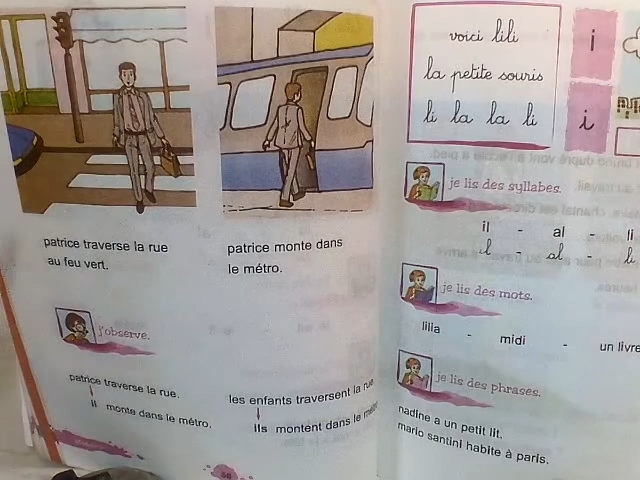 patrice traverse la rue
au feu vert.
patrice monte dans
le métro.
j'observe.
patrice traverse la rue.
il monte dans le métro.
les enfants traversent la rue
ils montent dans le
voici lili
la petite souris
li la la li
i
i
je lis des syllabes.
il - al - li
il - al - li
je lis des mots.
lilla - midi - un livre
je lis des phrases.
nadine a un petit lit.
mario santini habite à paris.